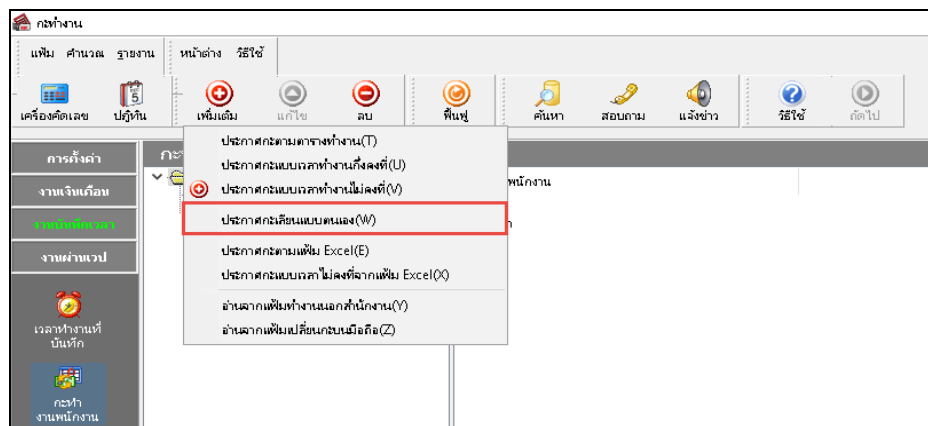 กะทำงาน
แฟ้ม คำนวณ รายงาน หน้าต่าง วิธีใช้
5
เครื่องคิดเลข ปฏิทิน เพิ่มเติม แก้ไข ลบ ฟื้นฟู ค้นหา สอบถาม แจ้งข่าว วิธีใช้ ถัดไป
การตั้งค่า
งานเงินเดือน
งานบันทึกเวลา
งานผ่านเวป
เวลาทำงานที่
บันทึก
กะทำ
งานพนักงาน
กะ
ประกาศกะตามตารางทำงาน(T)
ประกาศกะแบบเวลาทำงานกึ่งคงที่(U)
ประกาศกะแบบเวลาทำงานไม่คงที่(V)
ประกาศกะเลียนแบบตนเอง(W)
ประกาศกะตามแฟ้ม Excel(E)
ประกาศกะแบบเวลาไม่คงที่จากแฟ้ม Excel(X)
อ่านจากแฟ้มทำงานนอกสำนักงาน(Y)
อ่านจากแฟ้มเปลี่ยนกะบนมือถือ(Z)
พนักงาน